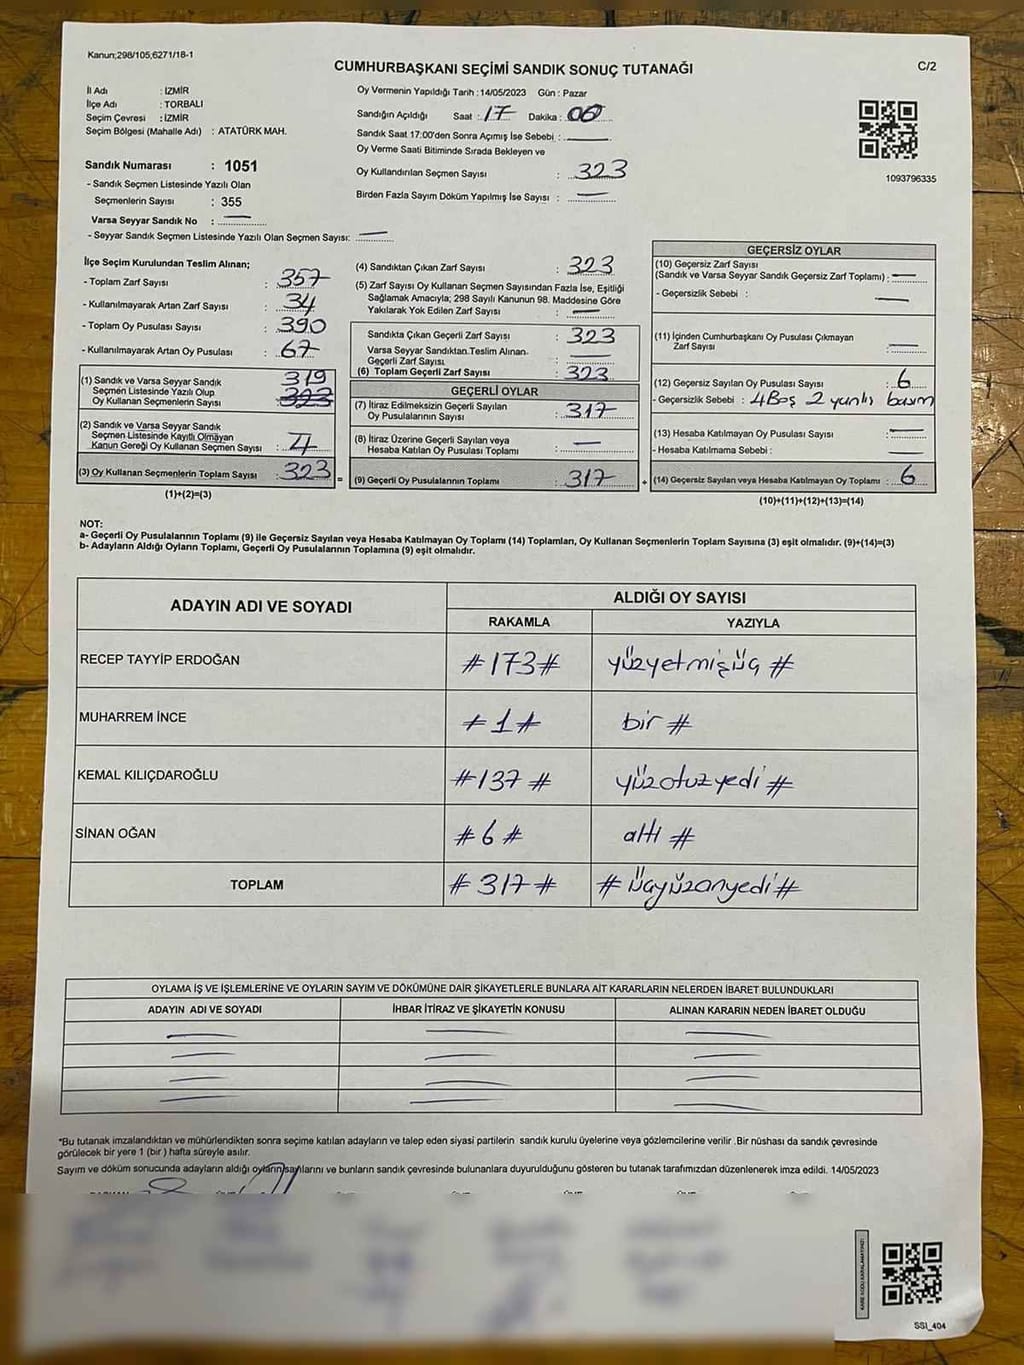 Kanun;298/105;6271/18-1
CUMHURBAŞKANI SEÇİMİ SANDIK SONUÇ TUTANAĞI
C/2
İl Adı : İZMİR
İlçe Adı : TORBALI
Seçim Çevresi : İZMİR
Seçim Bölgesi (Mahalle Adı) : ATATÜRK MAH.
Sandık Numarası : 1051
- Sandık Seçmen Listesinde Yazılı Olan
Seçmenlerin Sayısı : 355
Varsa Seyyar Sandık No : —
- Seyyar Sandık Seçmen Listesinde Yazılı Olan Seçmen Sayısı: —
Oy Vermenin Yapıldığı Tarih : 14/05/2023 Gün : Pazar
Sandığın Açıldığı Saat : 17 Dakika : 00
Sandık Saat 17:00'den Sonra Açımış İse Sebebi : —
Oy Verme Saati Bitiminde Sırada Bekleyen ve
Oy Kullandırılan Seçmen Sayısı : 323
Birden Fazla Sayım Döküm Yapılmış İse Sayısı : —
1093796335
İlçe Seçim Kurulundan Teslim Alınan;
- Toplam Zarf Sayısı : 357
- Kullanılmayarak Artan Zarf Sayısı : 34
- Toplam Oy Pusulası Sayısı : 390
- Kullanılmayarak Artan Oy Pusulası : 67
(1) Sandık ve Varsa Seyyar Sandık 319
Seçmen Listesinde Yazılı Olup
Oy Kullanan Seçmenlerin Sayısı : 323
(2) Sandık ve Varsa Seyyar Sandık
Seçmen Listesinde Kayıtlı Olmayan
Kanun Gereği Oy Kullanan Seçmen Sayısı : 4
(3) Oy Kullanan Seçmenlerin Toplam Sayısı : 323
(1)+(2)=(3)
(4) Sandıktan Çıkan Zarf Sayısı : 323
(5) Zarf Sayısı Oy Kullanan Seçmen Sayısından Fazla İse, Eşitliği
Sağlamak Amacıyla; 298 Sayılı Kanunun 98. Maddesine Göre
Yakılarak Yok Edilen Zarf Sayısı : —
Sandıkta Çıkan Geçerli Zarf Sayısı : 323
Varsa Seyyar Sandıktan Teslim Alınan
Geçerli Zarf Sayısı : —
(6) Toplam Geçerli Zarf Sayısı : 323
GEÇERLİ OYLAR
(7) İtiraz Edilmeksizin Geçerli Sayılan
Oy Pusulalarının Sayısı : 317
(8) İtiraz Üzerine Geçerli Sayılan veya
Hesaba Katılan Oy Pusulası Toplamı : —
= (9) Geçerli Oy Pusulalarının Toplamı : 317
GEÇERSİZ OYLAR
(10) Geçersiz Zarf Sayısı
(Sandık ve Varsa Seyyar Sandık Geçersiz Zarf Toplamı) : —
- Geçersizlik Sebebi : —
(11) İçinden Cumhurbaşkanı Oy Pusulası Çıkmayan
Zarf Sayısı : —
(12) Geçersiz Sayılan Oy Pusulası Sayısı : 6
- Geçersizlik Sebebi : 4 Boş 2 yanlış basım
(13) Hesaba Katılmayan Oy Pusulası Sayısı : —
- Hesaba Katılmama Sebebi : —
+ (14) Geçersiz Sayılan veya Hesaba Katılmayan Oy Toplamı : 6
(10)+(11)+(12)+(13)=(14)
NOT:
a- Geçerli Oy Pusulalarının Toplamı (9) ile Geçersiz Sayılan veya Hesaba Katılmayan Oy Toplamı (14) Toplamları, Oy Kullanan Seçmenlerin Toplam Sayısına (3) eşit olmalıdır. (9)+(14)=(3)
b- Adayların Aldığı Oyların Toplamı, Geçerli Oy Pusulalarının Toplamına (9) eşit olmalıdır.
ADAYIN ADI VE SOYADI
ALDIĞI OY SAYISI
RAKAMLA YAZIYLA
RECEP TAYYİP ERDOĞAN #173# yüzyetmişüç #
MUHARREM İNCE #1# bir #
KEMAL KILIÇDAROĞLU #137# yüzotuzyedi #
SİNAN OĞAN #6# altı #
TOPLAM #317# #üçyüzonyedi#
OYLAMA İŞ VE İŞLEMLERİNE VE OYLARIN SAYIM VE DÖKÜMÜNE DAİR ŞİKAYETLERLE BUNLARA AİT KARARLARIN NELERDEN İBARET BULUNDUKLARI
ADAYIN ADI VE SOYADI İHBAR İTİRAZ VE ŞİKAYETİN KONUSU ALINAN KARARIN NEDEN İBARET OLDUĞU
*Bu tutanak imzalandıktan ve mühürlendikten sonra seçime katılan adayların ve talep eden siyasi partilerin sandık kurulu üyelerine veya gözlemcilerine verilir .Bir nüshası da sandık çevresinde
görülecek bir yere 1 (bir) hafta süreyle asılır.
Sayım ve döküm sonucunda adayların aldığı oyların sayılarını ve bunların sandık çevresinde bulunanlara duyurulduğunu gösteren bu tutanak tarafımızdan düzenlenerek imza edildi. 14/05/2023
SSI_404